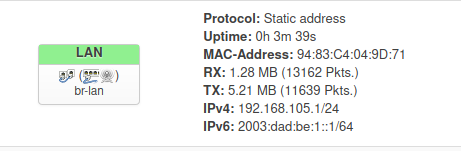 LAN
br-lan
Protocol: Static address
Uptime: 0h 3m 39s
MAC-Address: 94:83:C4:04:9D:71
RX: 1.28 MB (13162 Pkts.)
TX: 5.21 MB (11639 Pkts.)
IPv4: 192.168.105.1/24
IPv6: 2003:dad:be:1::1/64